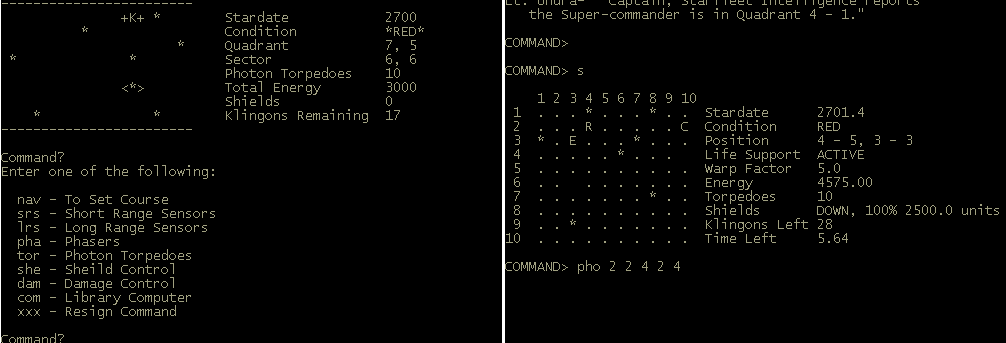 ------------------------
               +K+ *        Stardate            2700
          *                 Condition           *RED*
                      *     Quadrant            7, 5
 *              *           Sector              6, 6
                            Photon Torpedoes    10
               <*>          Total Energy        3000
                            Shields             0
    *              *        Klingons Remaining  17
------------------------
Command?
Enter one of the following:
  nav - To Set Course
  srs - Short Range Sensors
  lrs - Long Range Sensors
  pha - Phasers
  tor - Photon Torpedoes
  she - Sheild Control
  dam - Damage Control
  com - Library Computer
  xxx - Resign Command
Command?
Lt. Uhura- "Captain, Starfleet Intelligence reports
   the Super-commander is in Quadrant 4 - 1."
COMMAND>
COMMAND> s
    1 2 3 4 5 6 7 8 9 10
 1  . . . * . . . * . .  Stardate      2701.4
 2  . . . R . . . . . C  Condition     RED
 3  * . E . . . * . . .  Position      4 - 5, 3 - 3
 4  . . . . . * . . . .  Life Support  ACTIVE
 5  . . . . . . . . . .  Warp Factor   5.0
 6  . . . . . . . . . .  Energy        4575.00
 7  . . . . . . . * . .  Torpedoes     10
 8  . . . . . . . . . .  Shields       DOWN, 100% 2500.0 units
 9  . . * . . . . . . .  Klingons Left 28
10  . . . . . . . . . .  Time Left     5.64
COMMAND> pho 2 2 4 2 4